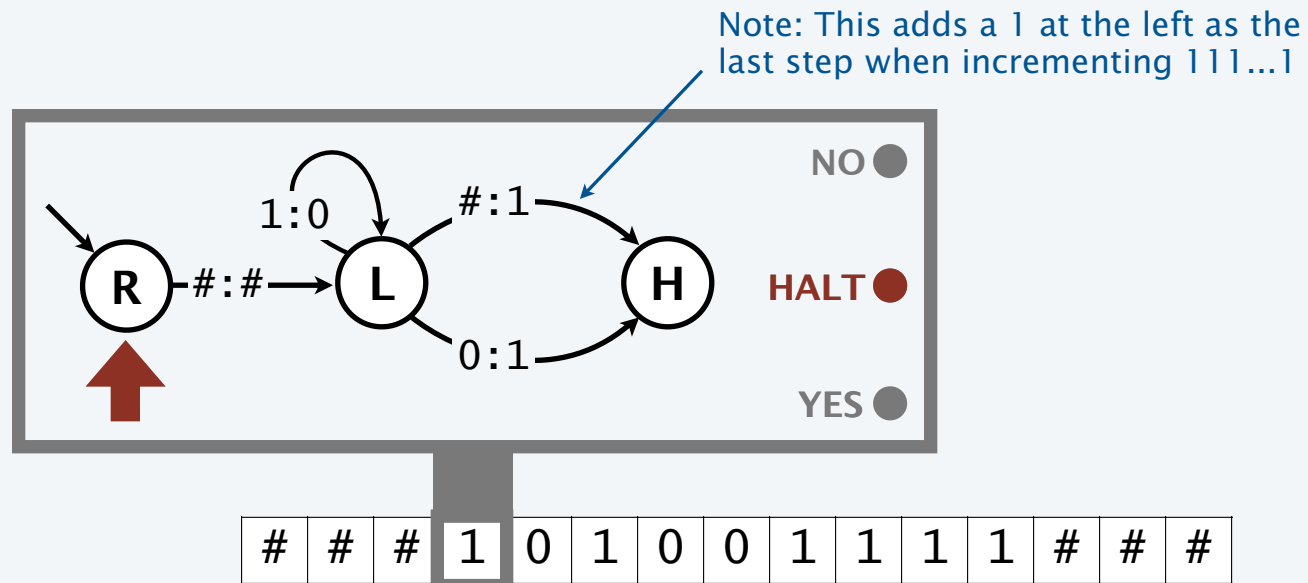 Note: This adds a 1 at the left as the
last step when incrementing 111...1
NO
1:0
#:1
R
#:#
L
H
HALT
0:1
YES
# # # 1 0 1 0 0 1 1 1 1 # # #